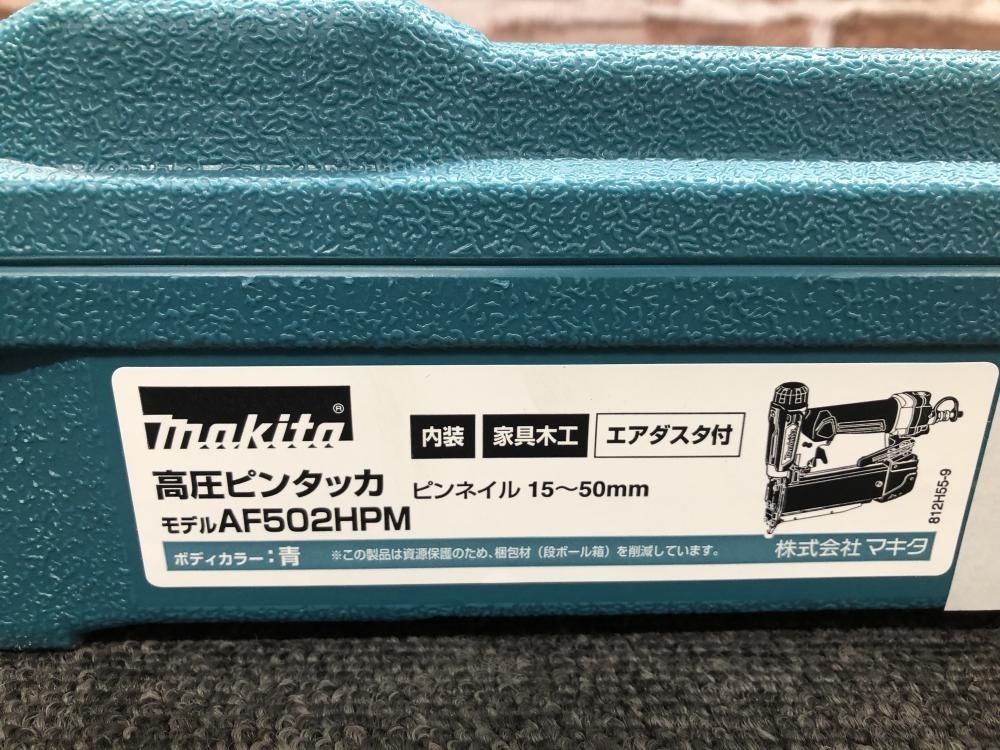 makita®
内装 家具木工 エアダスタ付
高圧ピンタッカ ピンネイル 15～50mm
モデルAF502HPM
812H55-9
ボディカラー：青 ※この製品は資源保護のため、梱包材（段ボール箱）を削減しています。 株式会社 マキタ